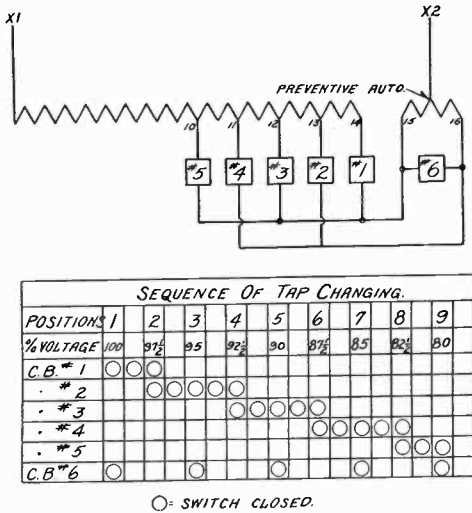 X1 X2
PREVENTIVE AUTO.
10 11 12 13 14 15 16
#5 #4 #3 #2 #1 #6
SEQUENCE OF TAP CHANGING.
POSITIONS 1 2 3 4 5 6 7 8 9
% VOLTAGE 100 97½ 95 92½ 90 87½ 85 82½ 80
C.B. #1
" #2
" #3
" #4
" #5
C.B #6
O = SWITCH CLOSED.